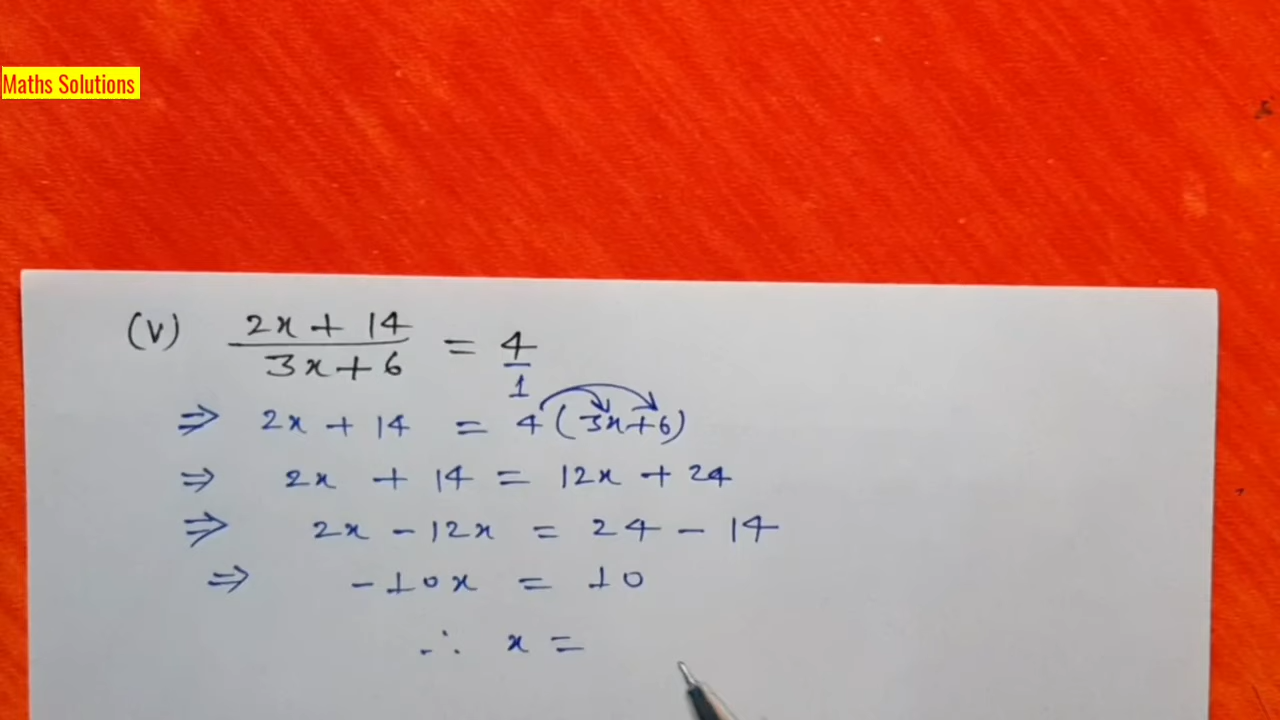 Maths Solutions
(V) 2x + 14 / 3x + 6 = 4 / 1
⇒ 2x + 14 = 4 (3x + 6)
⇒ 2x + 14 = 12x + 24
⇒ 2x - 12x = 24 - 14
⇒ -10x = 10
∴ x =